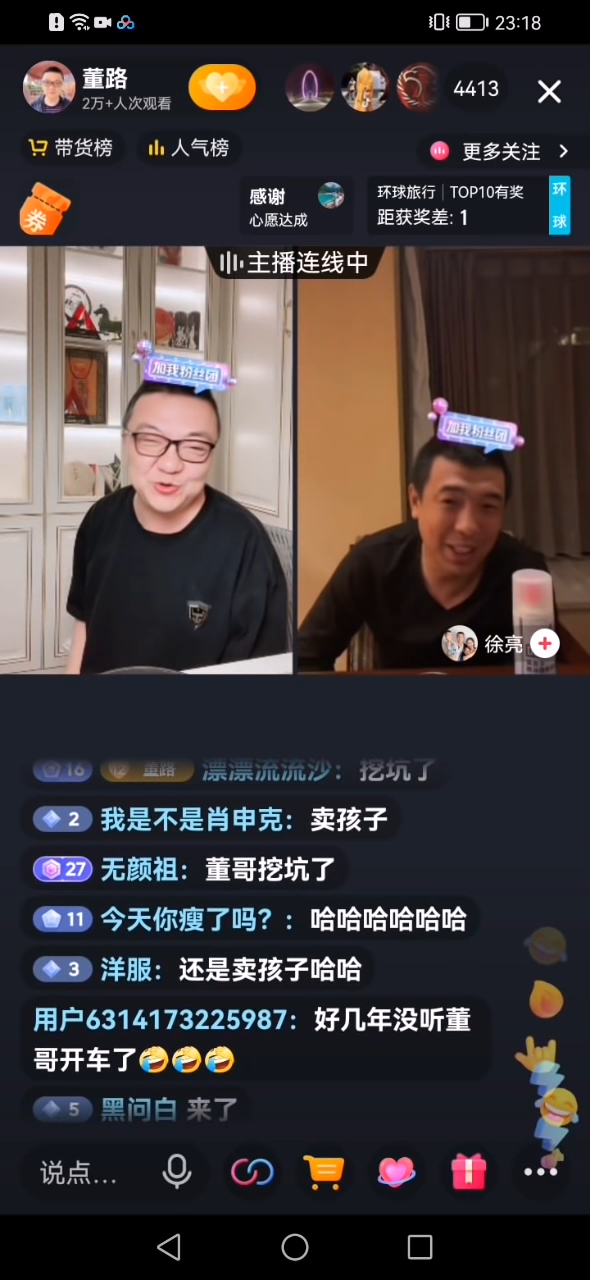 23:18
董路
2万+人次观看
4413
带货榜
人气榜
更多关注
券
感谢
心愿达成
环球旅行 | TOP10有奖
距获奖差: 1
环
球
主播连线中
加我粉丝团
加我粉丝团
徐亮
16 12 董路 漂漂流流沙：挖坑了
2 我是不是肖申克：卖孩子
27 无颜祖：董哥挖坑了
11 今天你瘦了吗？：哈哈哈哈哈哈
3 洋服：还是卖孩子哈哈
用户6314173225987：好几年没听董
哥开车了🤣🤣🤣
5 黑问白 来了
说点...